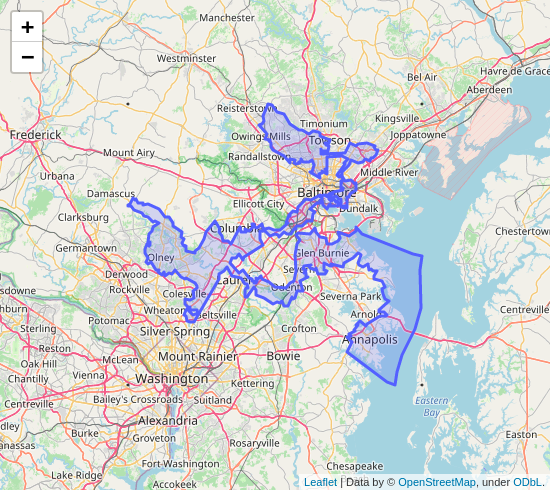 Manchester
+
−
Westminster
Bel Air
Havre de Grace
Aberdeen
Reisterstown
Kingsville
Timonium
Frederick
Owings Mills
Towson
Joppatowne
Mount Airy
Randallstown
Urbana
Middle River
Damascus
Baltimore
Ellicott City
Dundalk
Clarksburg
Columbia
Chestertown
Germantown
Olney
Glen Burnie
Derwood
Severn
Rockville
Laurel
Odenton
Colesville
Severna Park
Centreville
Sterling
Potomac
Wheaton
Beltsville
Arnold
Reston
Silver Spring
Crofton
Annapolis
Oak Hill
McLean
Mount Rainier
Bowie
Chantilly
Vienna
Washington
Kettering
Centreville
Bailey's Crossroads
Suitland
Eastern
Bay
Alexandria
Burke
Groveton
Rosaryville
Easton
Fort Washington
Chesapeake
Lake Ridge
Accokeek
Leaflet | Data by © OpenStreetMap, under ODbL.